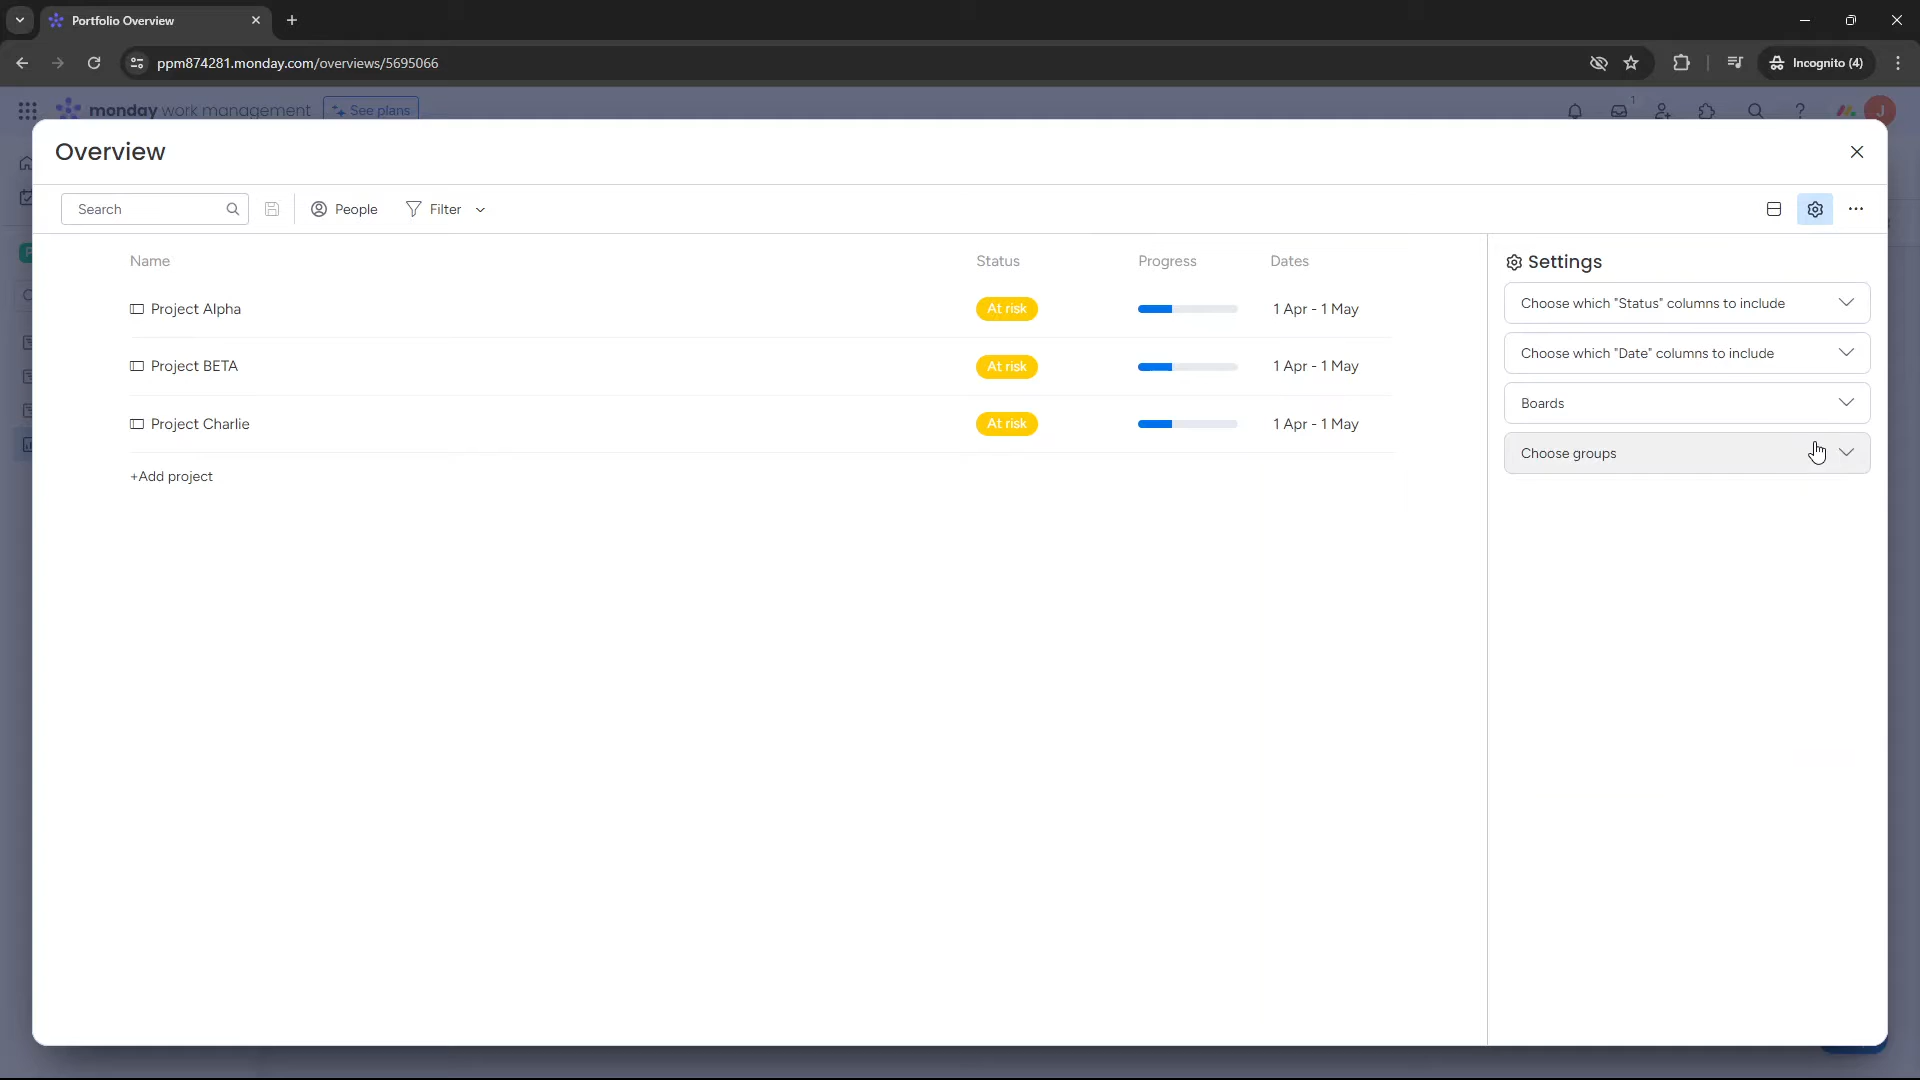 Portfolio Overview
ppm874281.monday.com/overviews/5695066
Incognito (4)
monday work management
See plans
1
J
Overview
Search
People
Filter
Name Status Progress Dates
Project Alpha At risk 1 Apr - 1 May
Project BETA At risk 1 Apr - 1 May
Project Charlie At risk 1 Apr - 1 May
+Add project
Settings
Choose which "Status" columns to include
Choose which "Date" columns to include
Boards
Choose groups